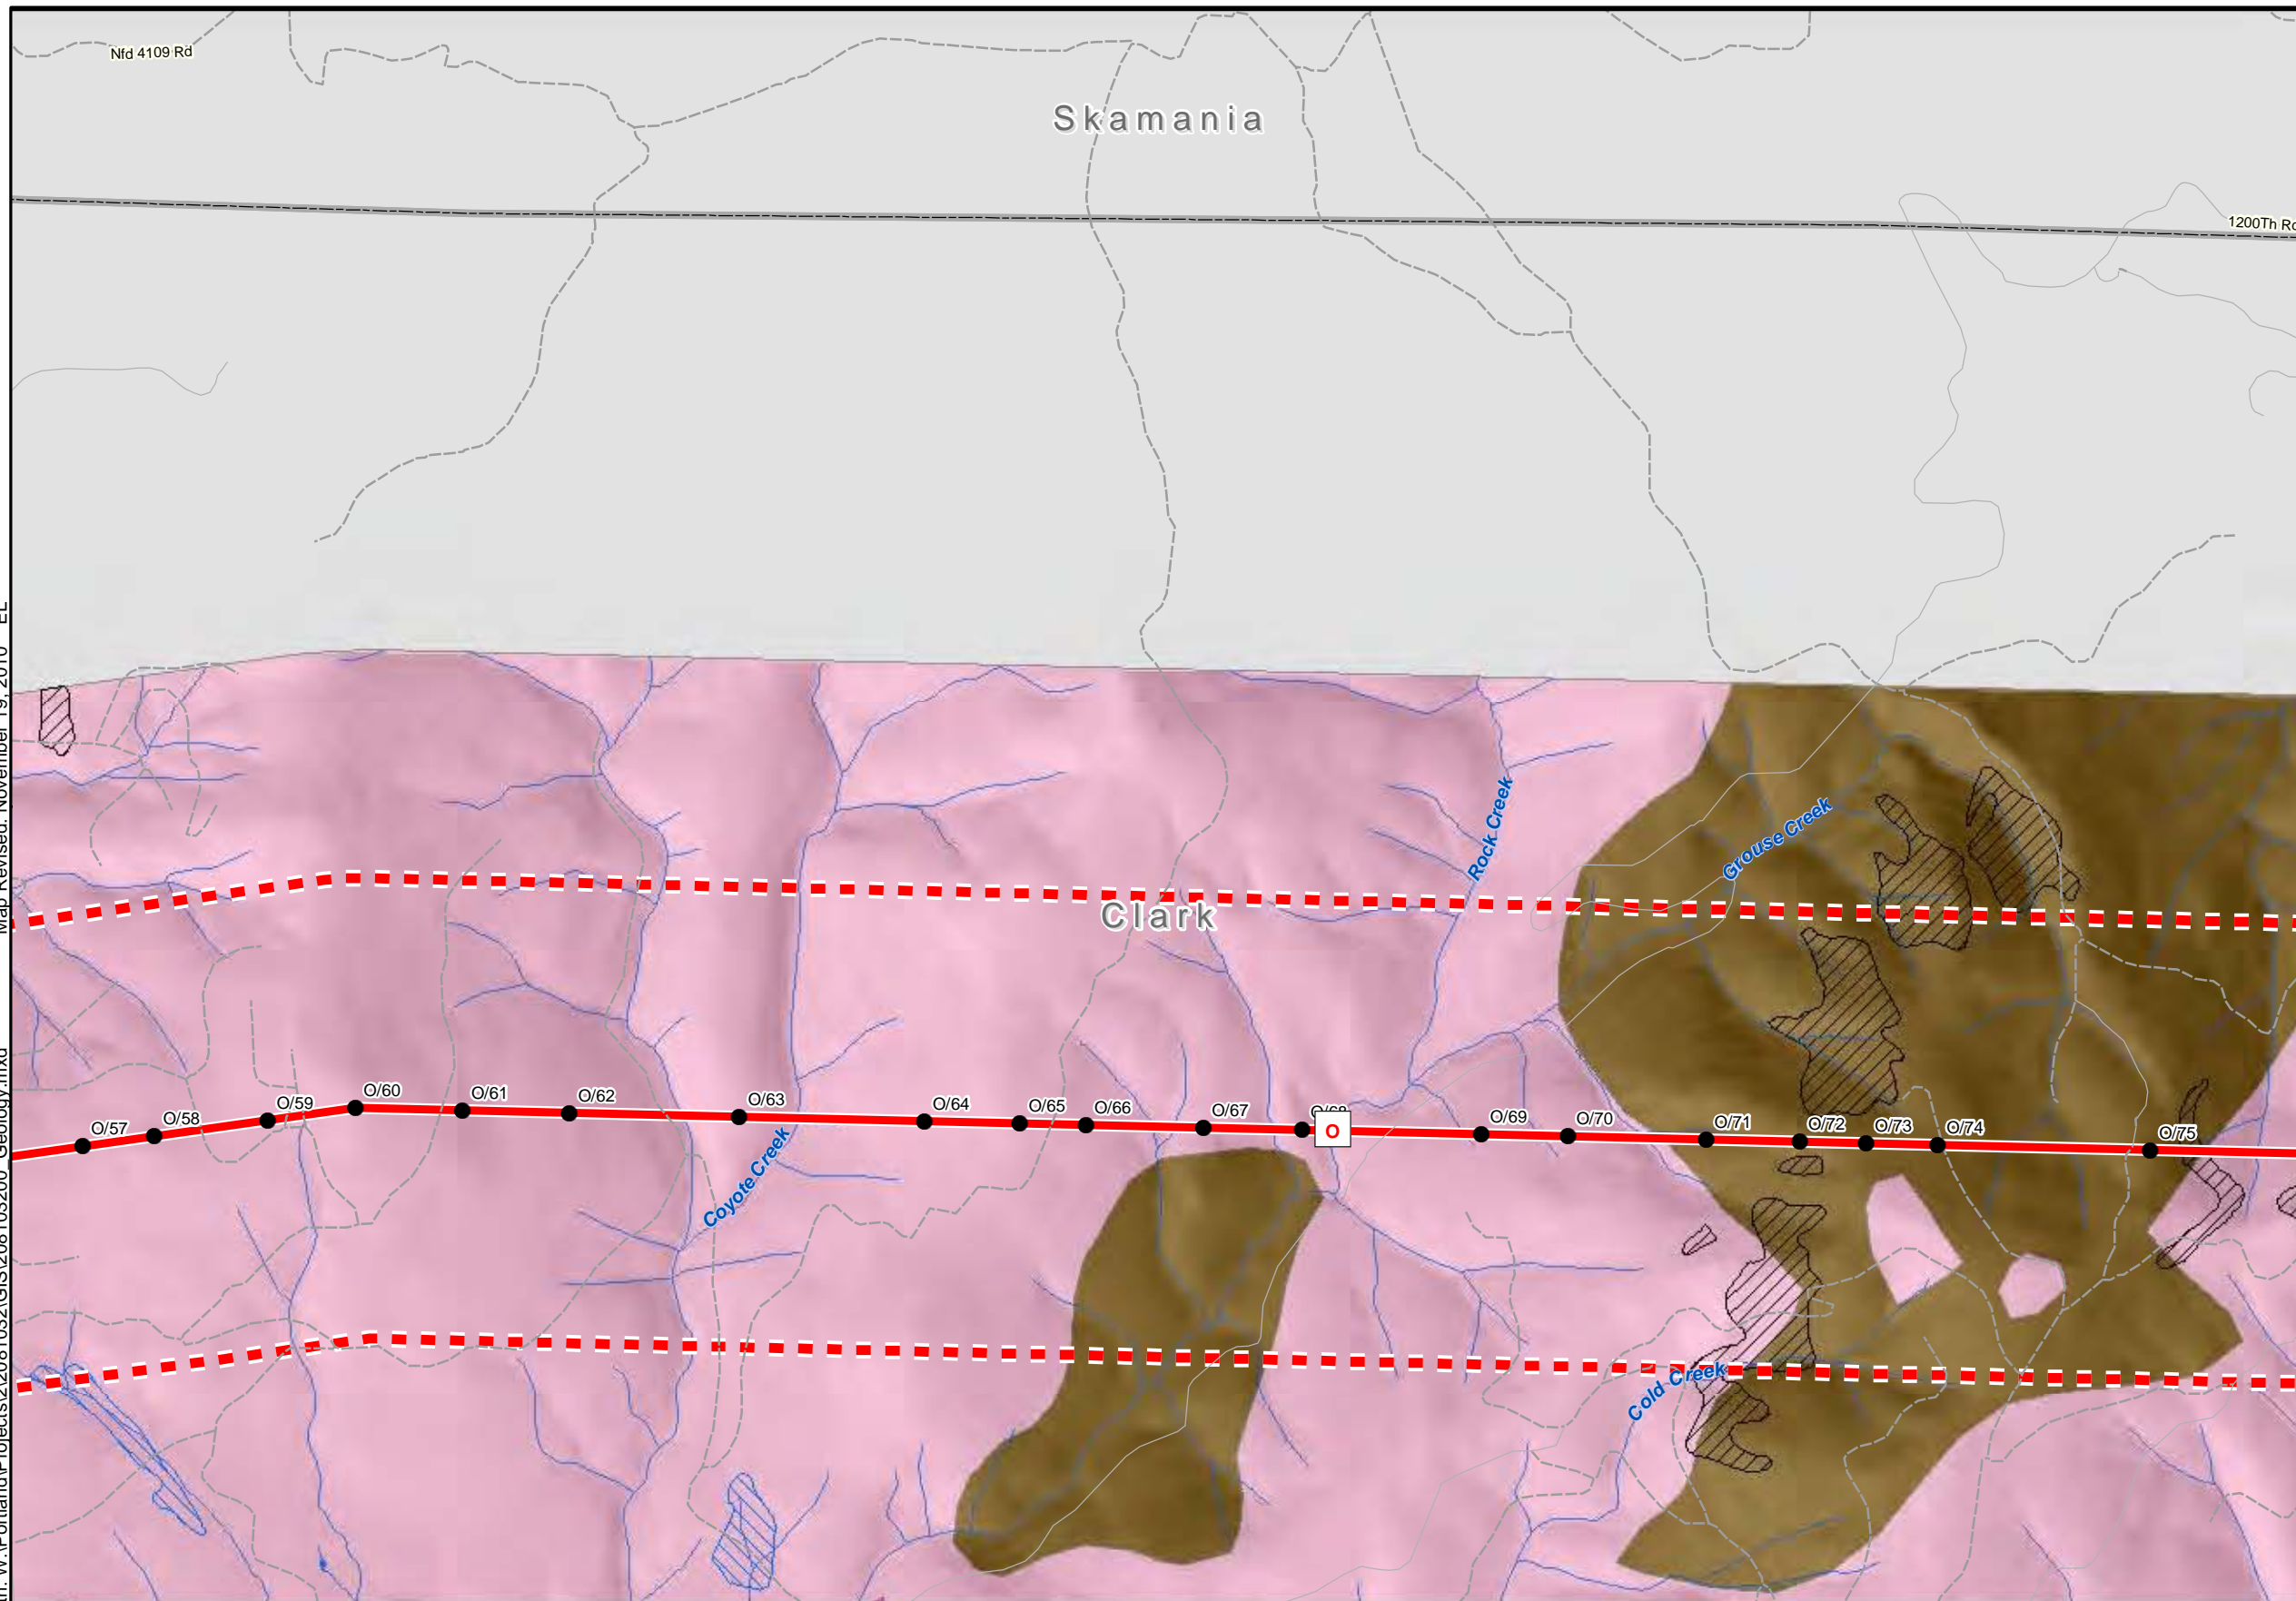 Nfd 4109 Rd
Skamania
1200Th Rd
Map Revised: November 19, 2010 EL
Rock Creek
Grouse Creek
Clark
O/57
O/58
O/59
O/60
O/61
O/62
O/63
O/64
O/65
O/66
O/67
O/68
O
O/69
O/70
O/71
O/72
O/73
O/74
O/75
Coyote Creek
Cold Creek